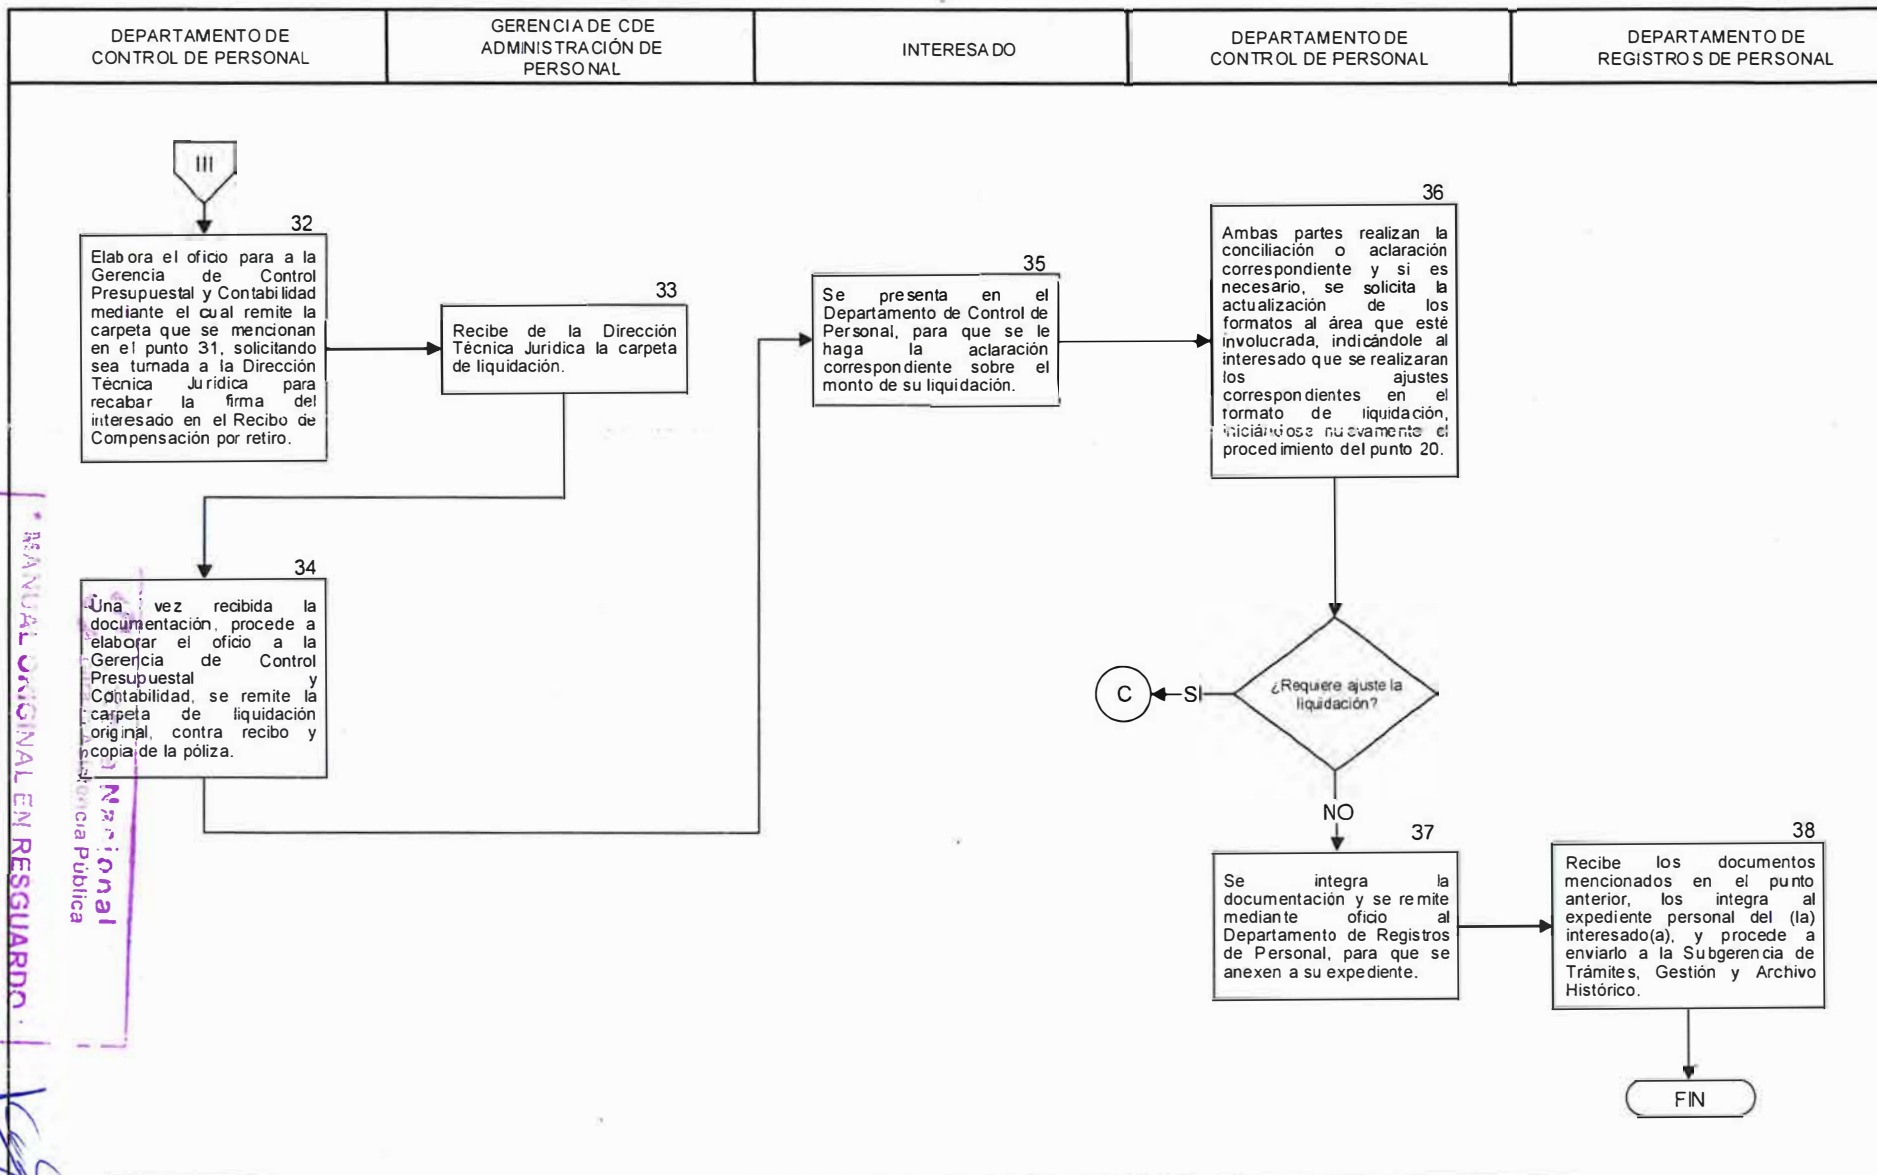 DEPARTAMENTO DE
CONTROL DE PERSONAL
GERENCIA DE CDE
ADMINISTRACIÓN DE
PERSONAL
INTERESADO
DEPARTAMENTO DE
CONTROL DE PERSONAL
DEPARTAMENTO DE
REGISTROS DE PERSONAL
III
32
Elabora el oficio para a la
Gerencia de Control
Presupuestal y Contabilidad
mediante el cual remite la
carpeta que se mencionan
en el punto 31, solicitando
sea turnada a la Dirección
Técnica Juridica para
recabar la firma del
interesado en el Recibo de
Compensación por retiro.
33
Recibe de la Dirección
Técnica Juridica la carpeta
de liquidación.
34
Una vez recibida la
documentación, procede a
elaborar el oficio a la
Gerencia de Control
Presupuestal y
Contabilidad, se remite la
carpeta de liquidación
original, contra recibo y
copia de la póliza.
35
Se presenta en el
Departamento de Control de
Personal, para que se le
haga la aclaración
correspondiente sobre el
monto de su liquidación.
36
Ambas partes realizan la
conciliación o aclaración
correspondiente y si es
necesario, se solicita la
actualización de los
formatos al área que esté
involucrada, indicándole al
interesado que se realizaran
los ajustes
correspondientes en el
formato de liquidación,
iniciándose nuevamente el
procedimiento del punto 20.
¿Requiere ajuste la
liquidación?
SI
C
NO
37
Se integra la
documentación y se remite
mediante oficio al
Departamento de Registros
de Personal, para que se
anexen a su expediente.
38
Recibe los documentos
mencionados en el punto
anterior, los integra al
expediente personal del (la)
interesado(a), y procede a
enviarlo a la Subgerencia de
Trámites, Gestión y Archivo
Histórico.
FIN
* MANUAL ORIGINAL EN RESGUARDO
Nacional
Pública